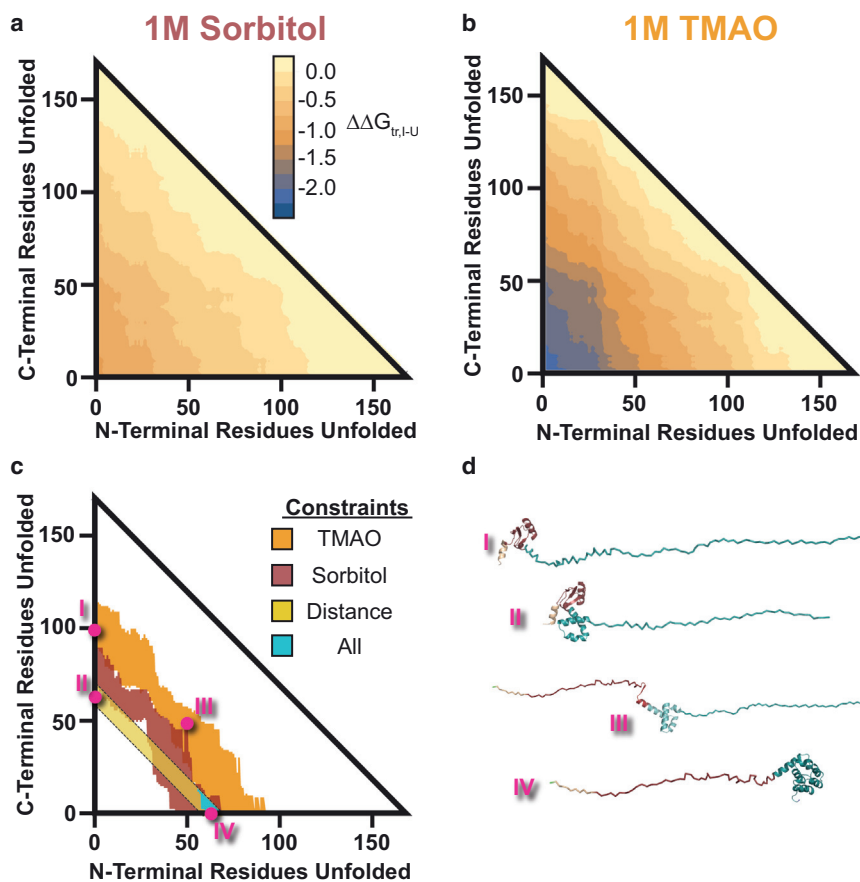 a
1M Sorbitol
C-Terminal Residues Unfolded
150
100
50
0
0 50 100 150
N-Terminal Residues Unfolded
0.0
-0.5
-1.0
-1.5
-2.0
ΔΔG tr,I-U
b
1M TMAO
C-Terminal Residues Unfolded
150
100
50
0
0 50 100 150
N-Terminal Residues Unfolded
c
C-Terminal Residues Unfolded
150
100
50
0
0 50 100 150
N-Terminal Residues Unfolded
Constraints
TMAO
Sorbitol
Distance
All
I
II
III
IV
d
I
II
III
IV